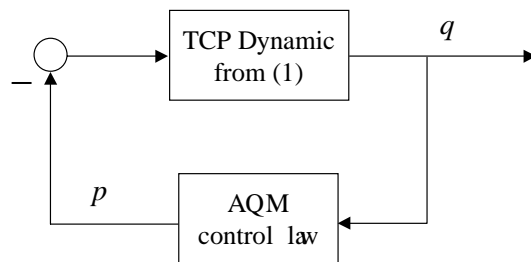 TCP Dynamic
from (1)
q
−
p
AQM
control law